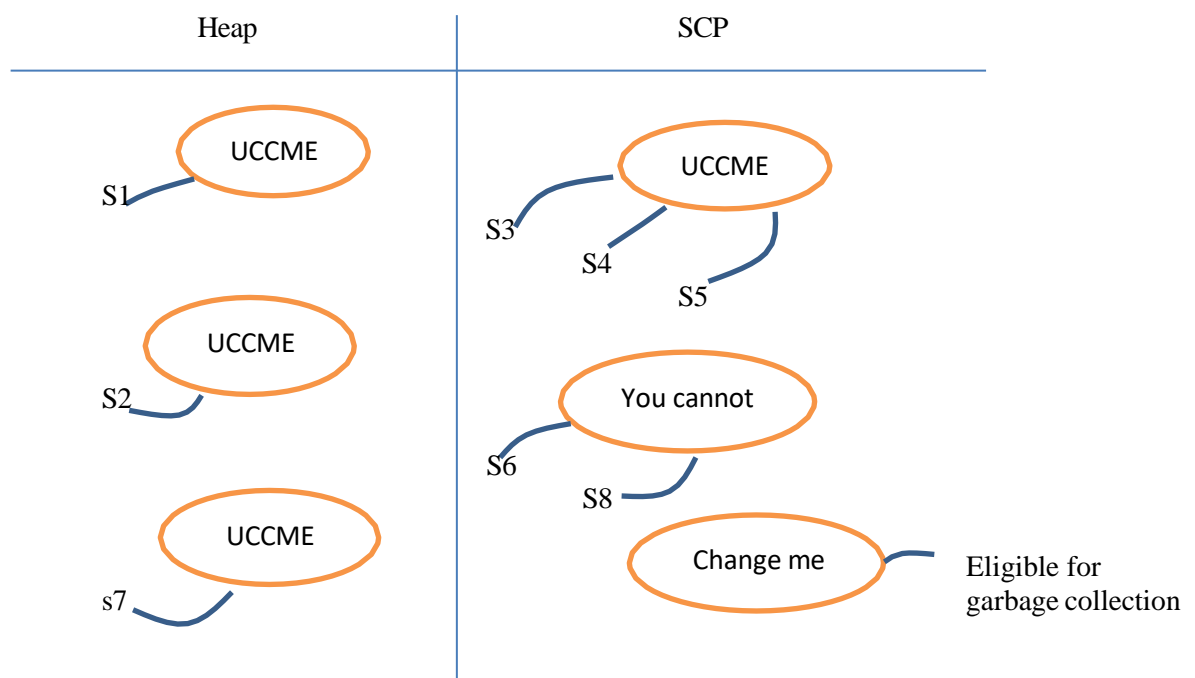 Heap
SCP
UCCME
S1
UCCME
S2
UCCME
s7
UCCME
S3
S4
S5
You cannot
S6
S8
Change me
Eligible for
garbage collection